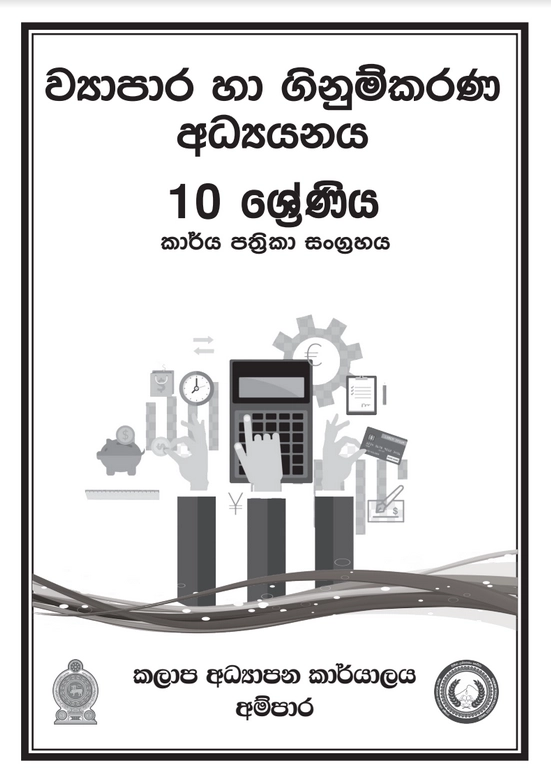 ව්‍යාපාර හා ගිනුම්කරණ
අධ්‍යයනය
10 ශ්‍රේණිය
කාර්ය පත්‍රිකා සංග්‍රහය
කලාප අධ්‍යාපන කාර්යාලය
අම්පාර